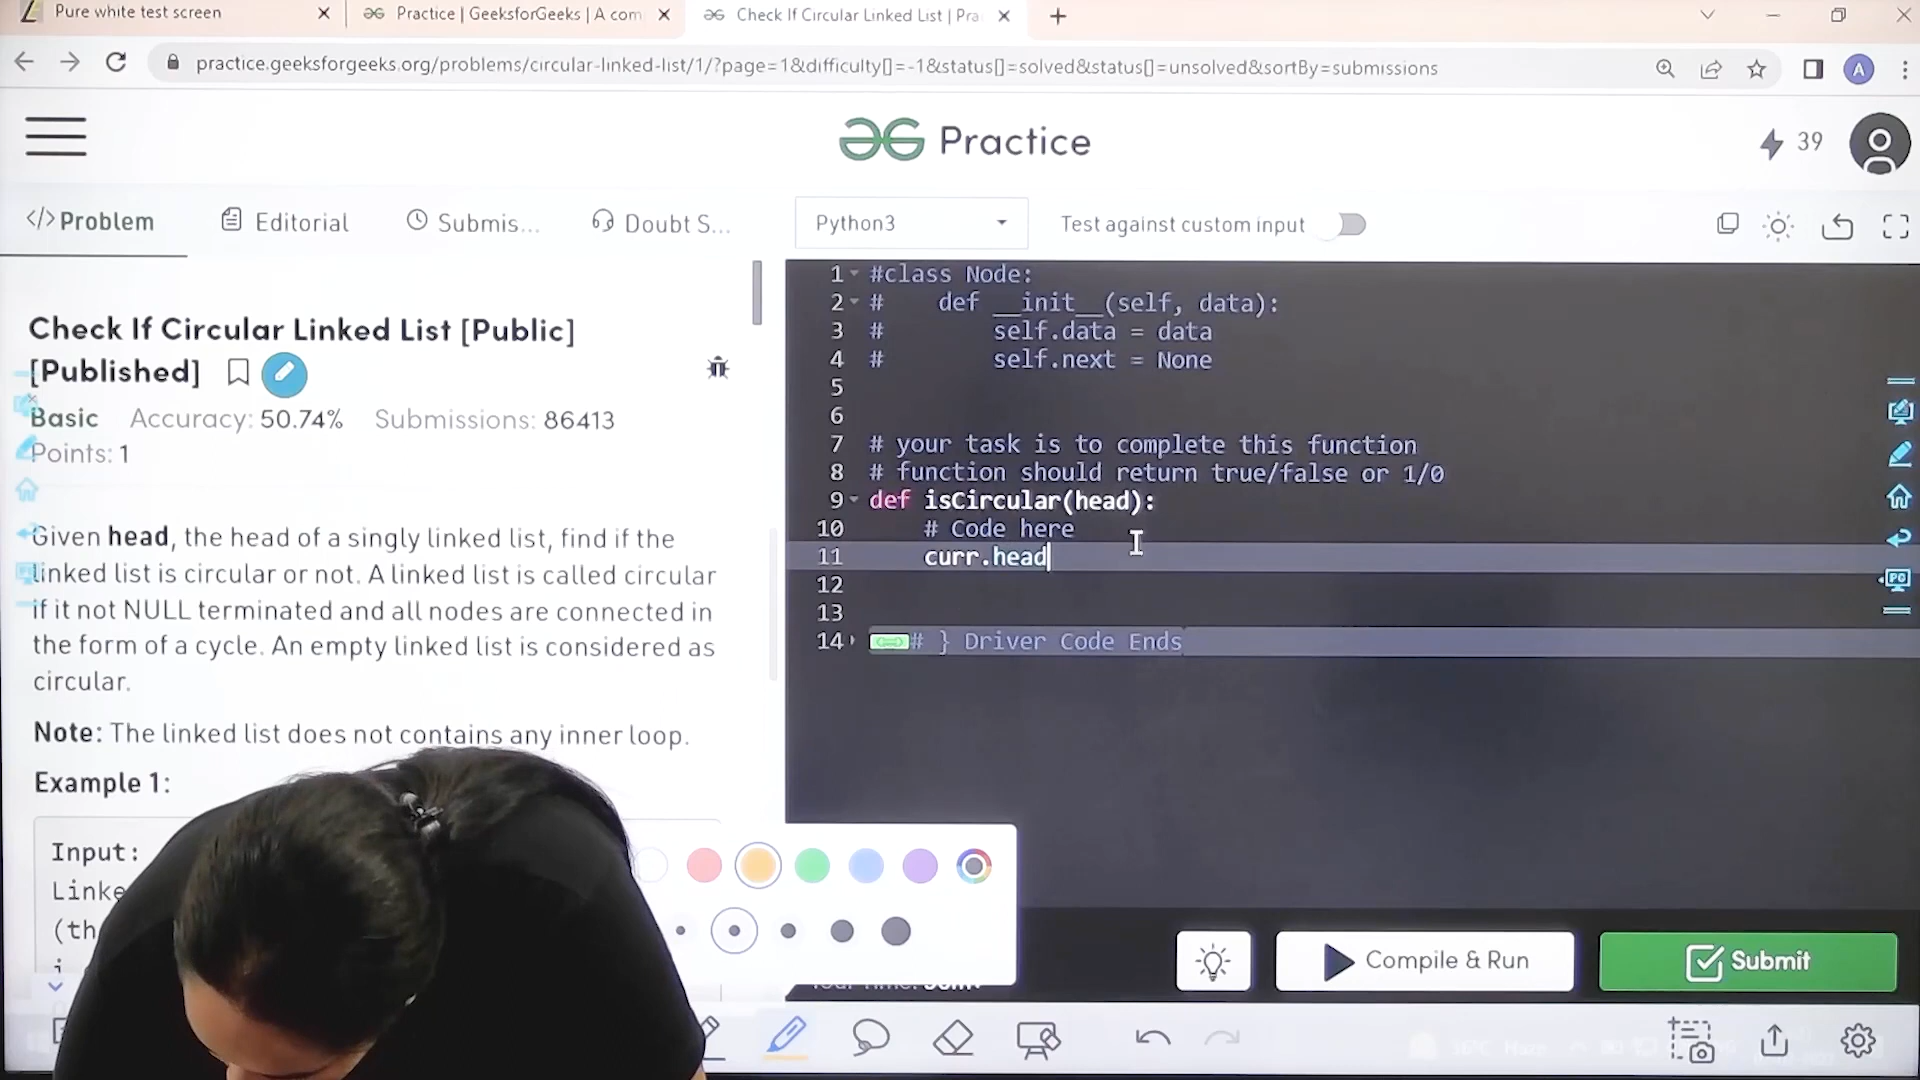 Pure white test screen
Practice | GeeksforGeeks | A com
Check If Circular Linked List | Pra
practice.geeksforgeeks.org/problems/circular-linked-list/1/?page=1&difficulty[]=-1&status[]=solved&status[]=unsolved&sortBy=submissions
A
Practice
39
</> Problem
Editorial
Submis...
Doubt S...
Python3
Test against custom input
Check If Circular Linked List [Public]
[Published]
Basic Accuracy: 50.74% Submissions: 86413
Points: 1
Given head, the head of a singly linked list, find if the
linked list is circular or not. A linked list is called circular
if it not NULL terminated and all nodes are connected in
the form of a cycle. An empty linked list is considered as
circular.
Note: The linked list does not contains any inner loop.
Example 1:
Input:
Linke
(th
i
1 #class Node:
2 # def __init__(self, data):
3 # self.data = data
4 # self.next = None
5
6
7 # your task is to complete this function
8 # function should return true/false or 1/0
9 def isCircular(head):
10 # Code here
11 curr.head
12
13
14 # } Driver Code Ends
Compile & Run
Submit